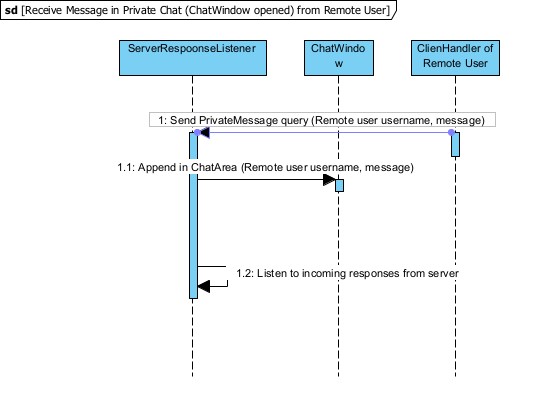 sd [Receive Message in Private Chat (ChatWindow opened) from Remote User]
ServerRespoonseListener
ChatWindo
w
ClienHandler of
Remote User
1: Send PrivateMessage query (Remote user username, message)
1.1: Append in ChatArea (Remote user username, message)
1.2: Listen to incoming responses from server